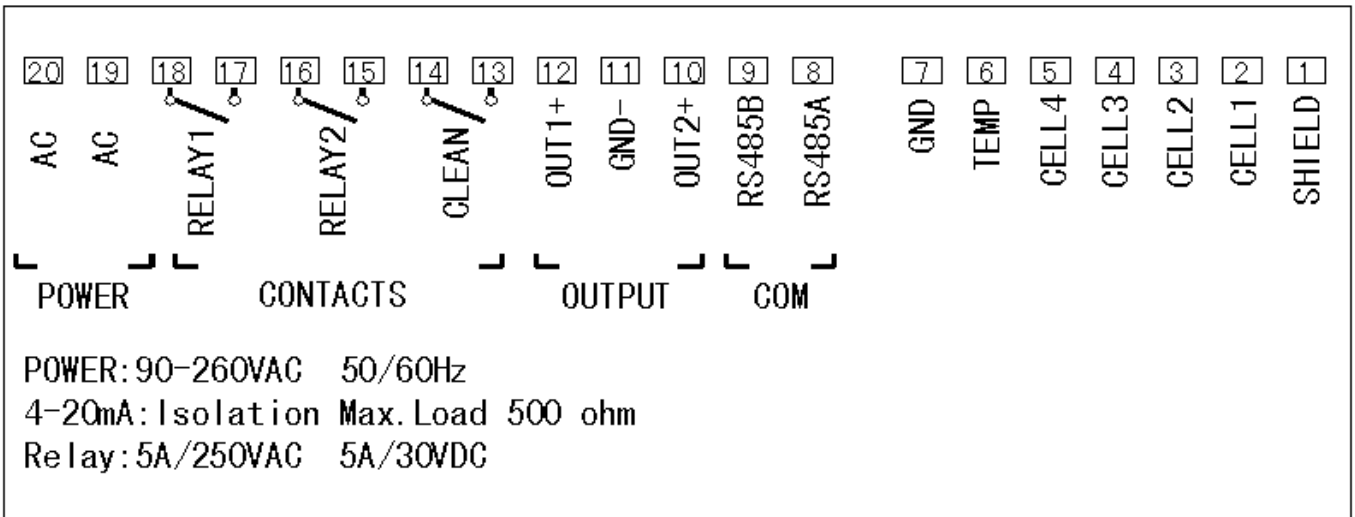 20 19 18 17 16 15 14 13 12 11 10 9 8 7 6 5 4 3 2 1
AC AC RELAY1 RELAY2 CLEAN OUT1+ GND- OUT2+ RS485B RS485A GND TEMP CELL4 CELL3 CELL2 CELL1 SHIELD
POWER CONTACTS OUTPUT COM
POWER:90-260VAC 50/60Hz
4-20mA:Isolation Max.Load 500 ohm
Relay:5A/250VAC 5A/30VDC